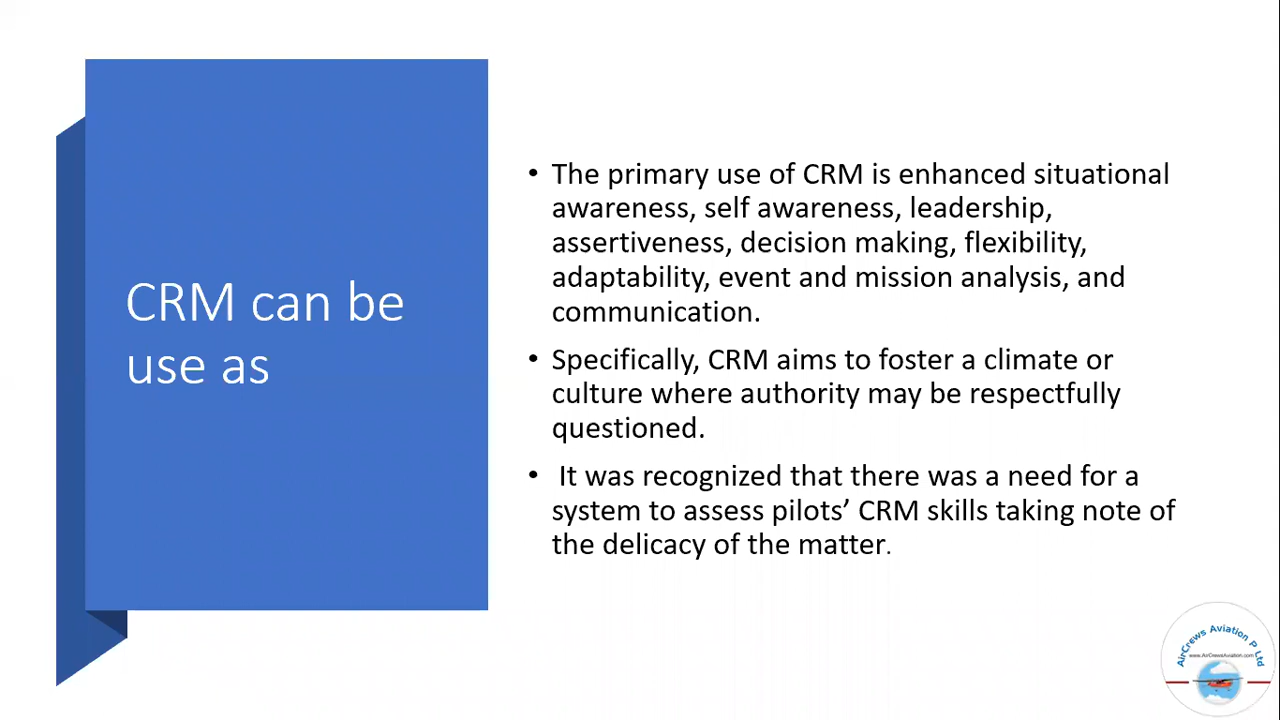 CRM can be
use as
• The primary use of CRM is enhanced situational
awareness, self awareness, leadership,
assertiveness, decision making, flexibility,
adaptability, event and mission analysis, and
communication.
• Specifically, CRM aims to foster a climate or
culture where authority may be respectfully
questioned.
• It was recognized that there was a need for a
system to assess pilots’ CRM skills taking note of
the delicacy of the matter.
AirCrews Aviation P Ltd
www.AirCrewsAviation.com